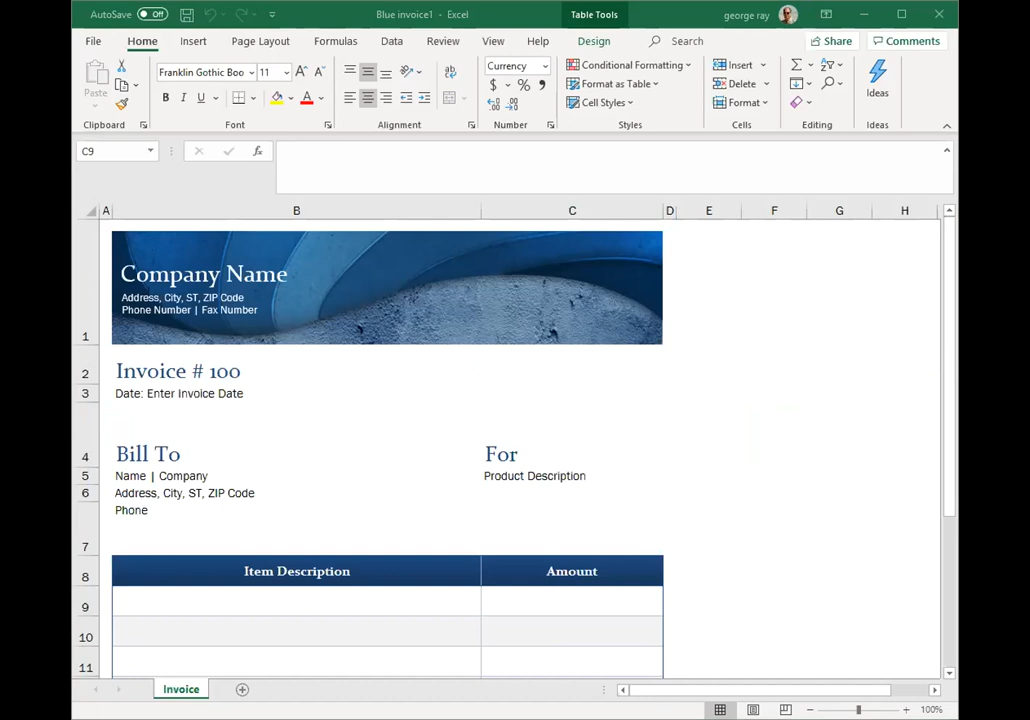 AutoSave Off
Blue invoice1 - Excel
Table Tools
george ray
File Home Insert Page Layout Formulas Data Review View Help Design Search Share Comments
Paste
Clipboard
Franklin Gothic Boo 11
B I U
Font
Alignment
Currency
$ % ,
Number
Conditional Formatting
Format as Table
Cell Styles
Styles
Insert
Delete
Format
Cells
Editing
Ideas
Ideas
C9
fx
A B C D E F G H
Company Name
Address, City, ST, ZIP Code
Phone Number | Fax Number
1
2 Invoice # 100
3 Date: Enter Invoice Date
4 Bill To For
5 Name | Company Product Description
6 Address, City, ST, ZIP Code
Phone
7
8 Item Description Amount
9
10
11
Invoice
100%